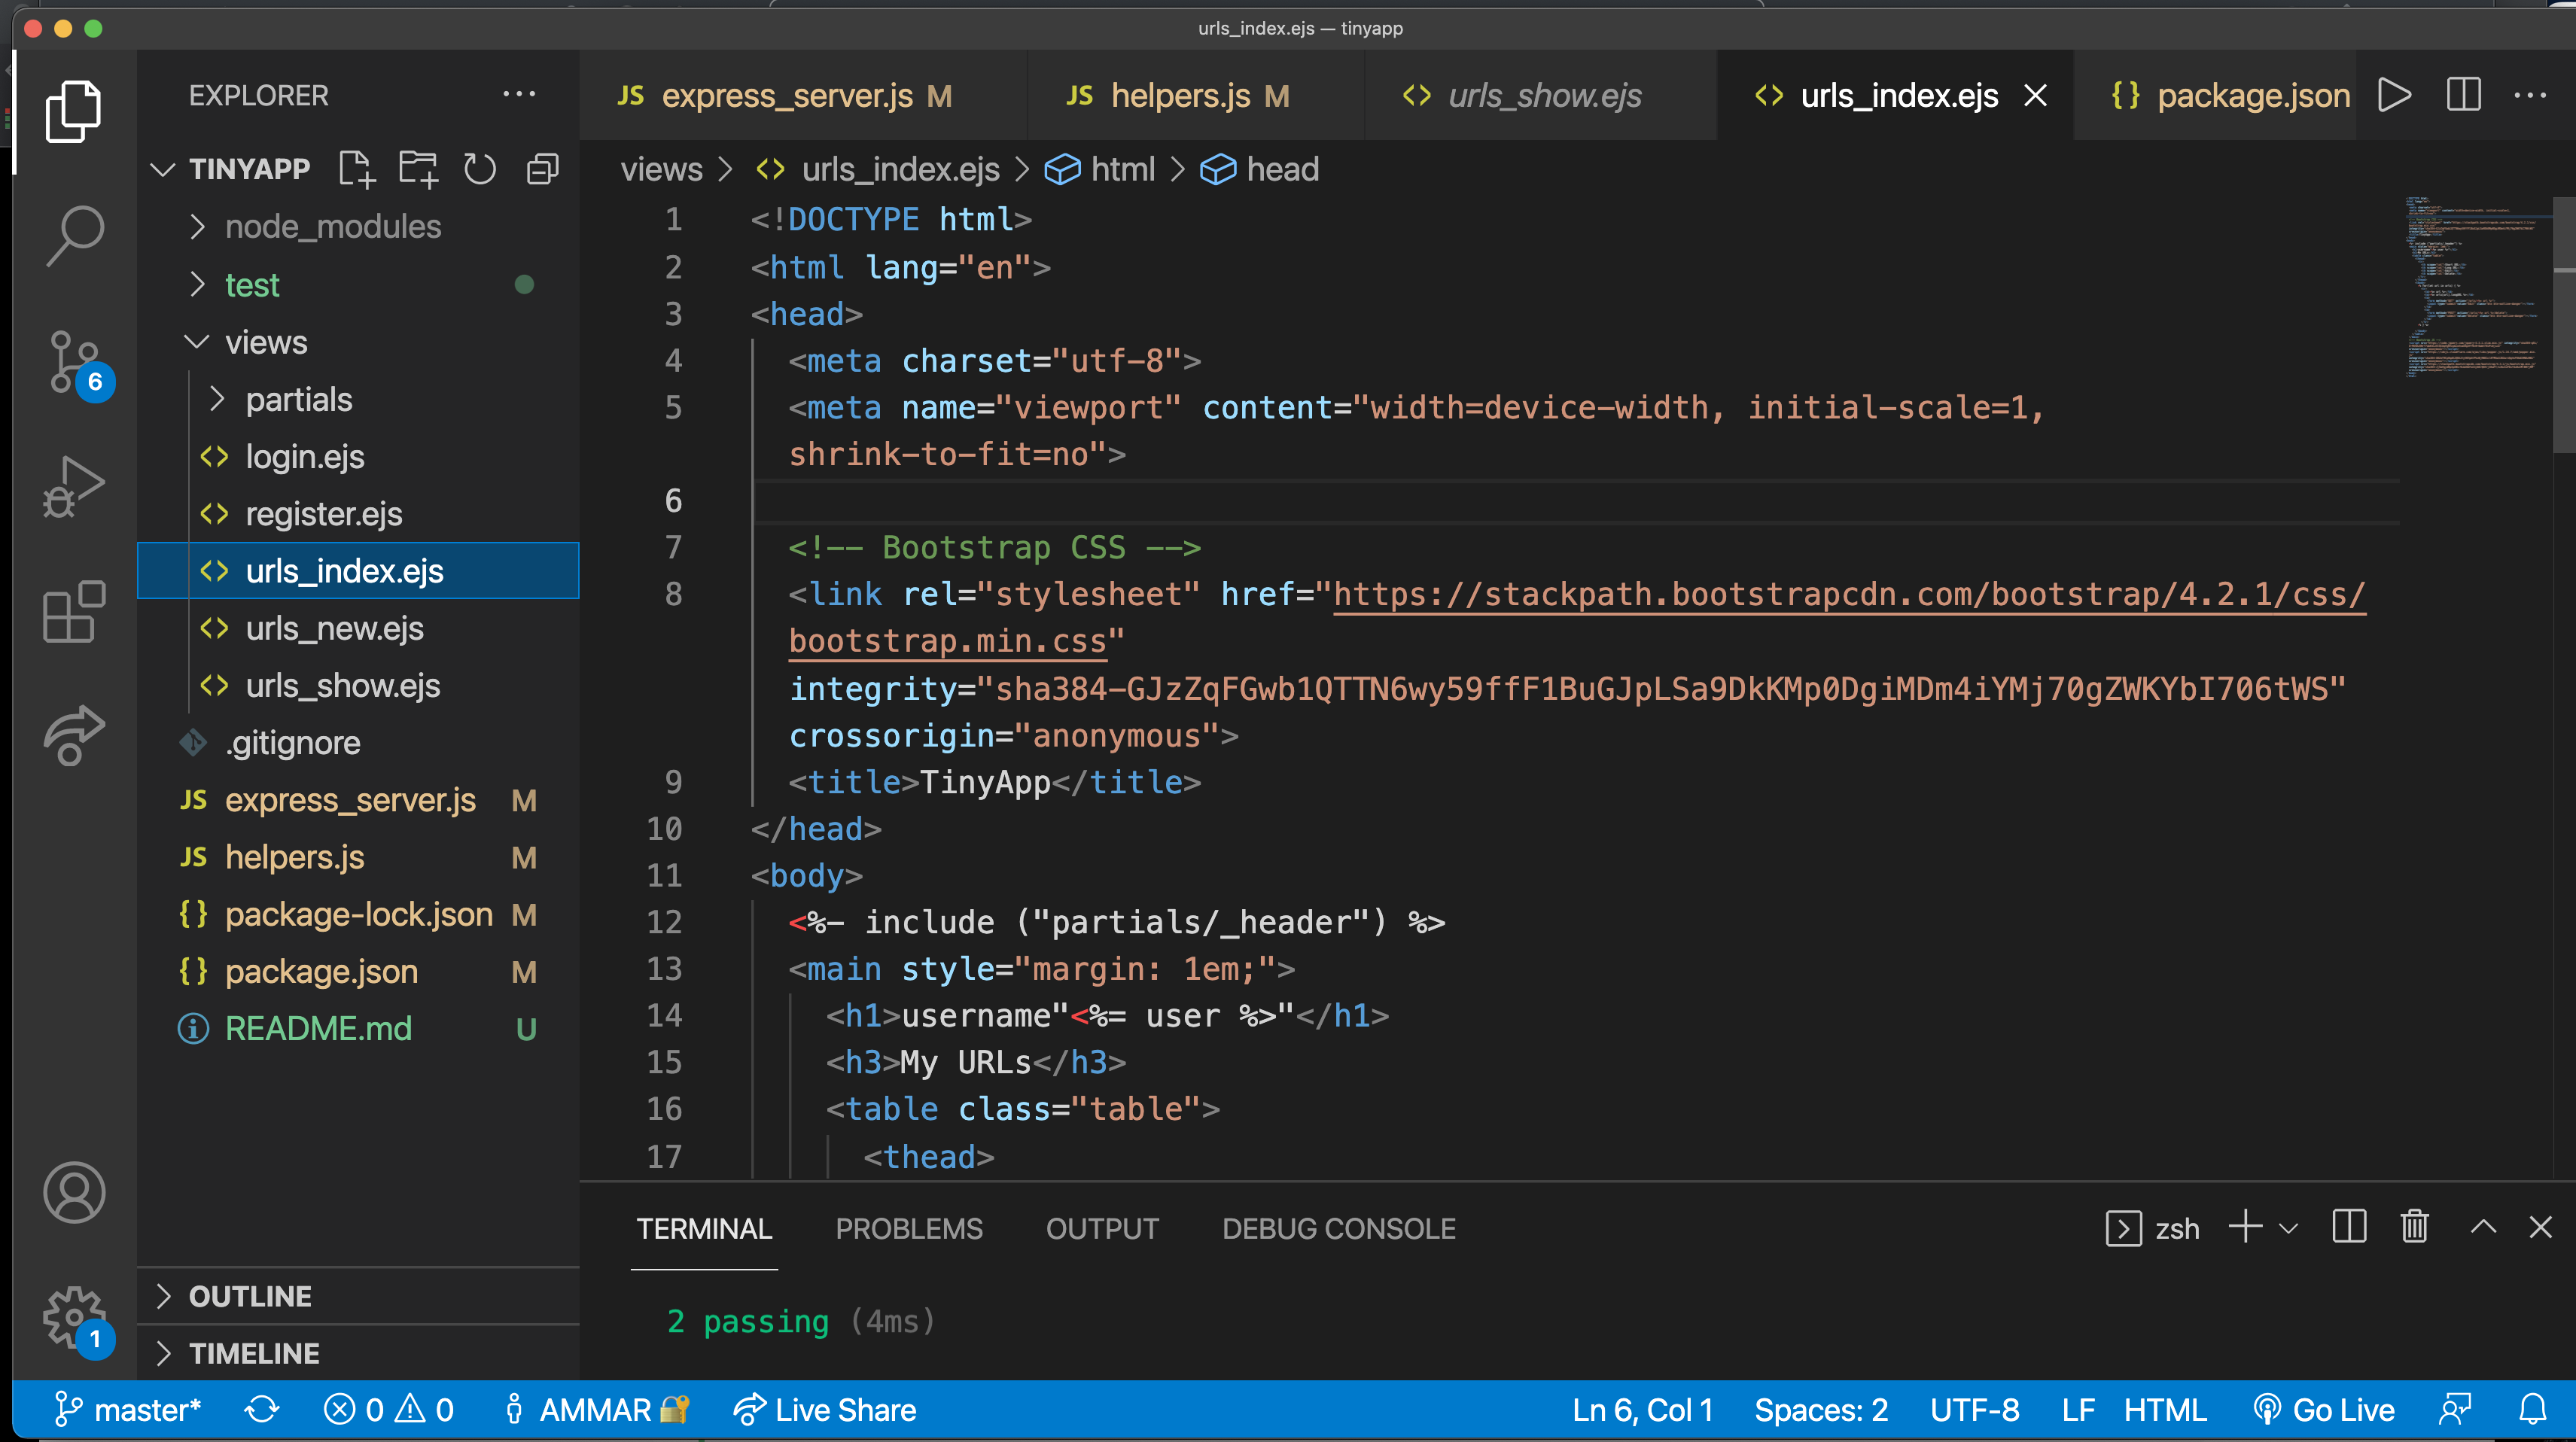 urls_index.ejs — tinyapp
EXPLORER
TINYAPP
node_modules
test
views
partials
login.ejs
register.ejs
urls_index.ejs
urls_new.ejs
urls_show.ejs
.gitignore
JS express_server.js M
JS helpers.js M
{} package-lock.json M
{} package.json M
README.md U
OUTLINE
TIMELINE
6
1
JS express_server.js M
JS helpers.js M
<> urls_show.ejs
<> urls_index.ejs
{} package.json
views > <> urls_index.ejs > html > head
1 <!DOCTYPE html>
2 <html lang="en">
3 <head>
4 <meta charset="utf-8">
5 <meta name="viewport" content="width=device-width, initial-scale=1,
shrink-to-fit=no">
6
7 <!-- Bootstrap CSS -->
8 <link rel="stylesheet" href="https://stackpath.bootstrapcdn.com/bootstrap/4.2.1/css/
bootstrap.min.css"
integrity="sha384-GJzZqFGwb1QTTN6wy59ffF1BuGJpLSa9DkKMp0DgiMDm4iYMj70gZWKYbI706tWS"
crossorigin="anonymous">
9 <title>TinyApp</title>
10 </head>
11 <body>
12 <%- include ("partials/_header") %>
13 <main style="margin: 1em;">
14 <h1>username"<%= user %>"</h1>
15 <h3>My URLs</h3>
16 <table class="table">
17 <thead>
TERMINAL PROBLEMS OUTPUT DEBUG CONSOLE
zsh
2 passing (4ms)
master* 0 0 AMMAR Live Share
Ln 6, Col 1 Spaces: 2 UTF-8 LF HTML Go Live